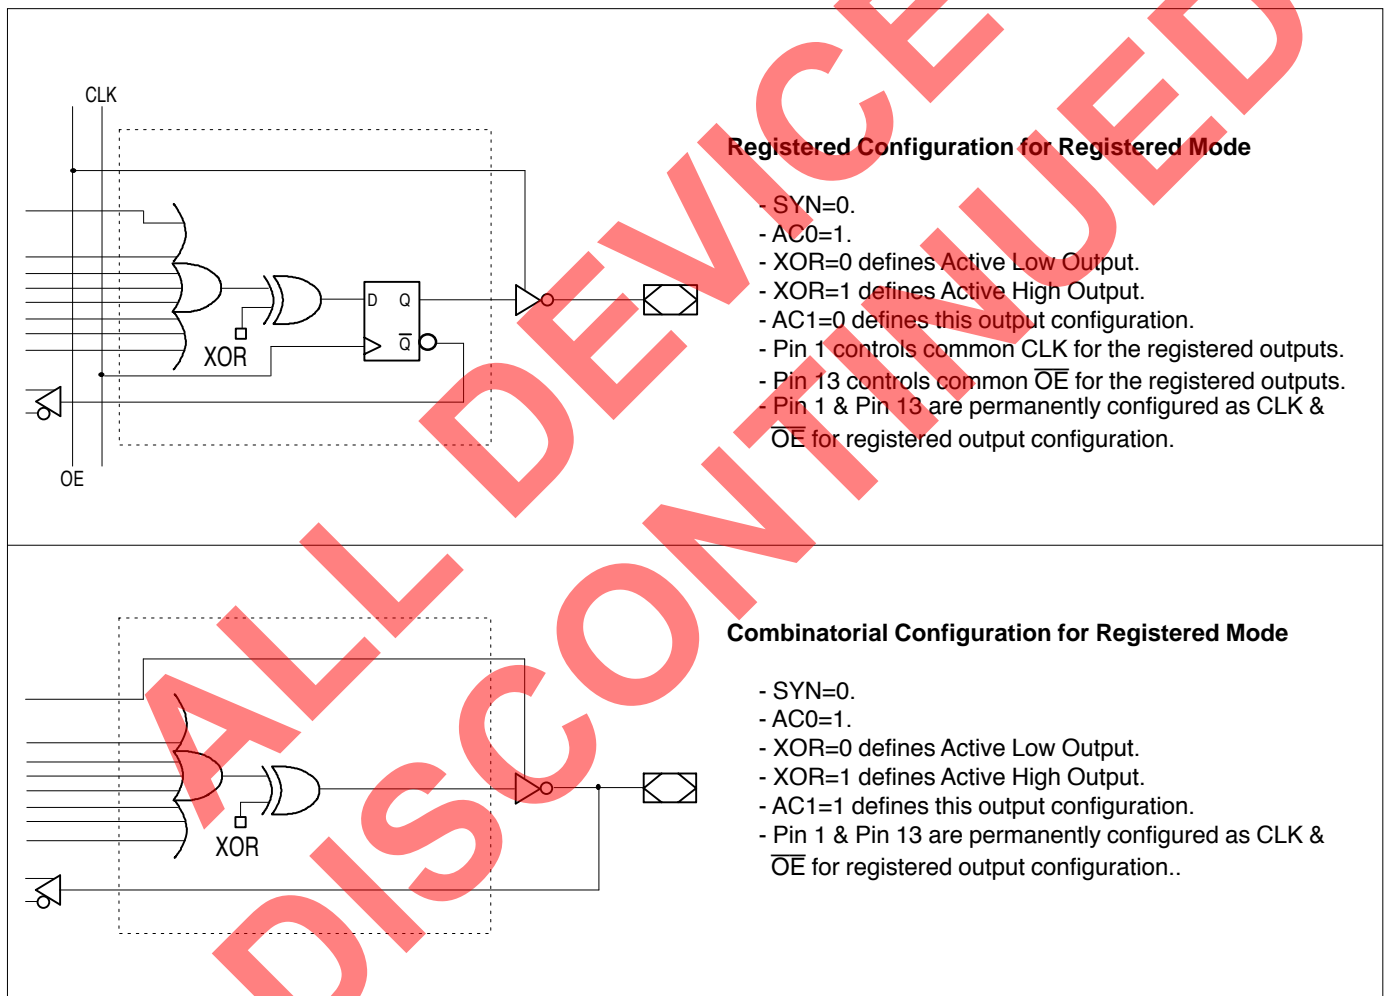 CLK
XOR
D Q
Q̅
OE
Registered Configuration for Registered Mode
- SYN=0.
- AC0=1.
- XOR=0 defines Active Low Output.
- XOR=1 defines Active High Output.
- AC1=0 defines this output configuration.
- Pin 1 controls common CLK for the registered outputs.
- Pin 13 controls common O̅E̅ for the registered outputs.
- Pin 1 & Pin 13 are permanently configured as CLK &
O̅E̅ for registered output configuration.
XOR
Combinatorial Configuration for Registered Mode
- SYN=0.
- AC0=1.
- XOR=0 defines Active Low Output.
- XOR=1 defines Active High Output.
- AC1=1 defines this output configuration.
- Pin 1 & Pin 13 are permanently configured as CLK &
O̅E̅ for registered output configuration..
ALL DEVICE
DISCONTINUED